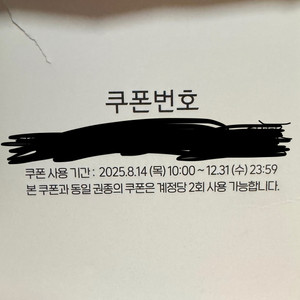 쿠폰번호
쿠폰 사용 기간 : 2025.8.14 (목) 10:00 ~ 12.31 (수) 23:59
본 쿠폰과 동일 권종의 쿠폰은 계정당 2회 사용 가능합니다.